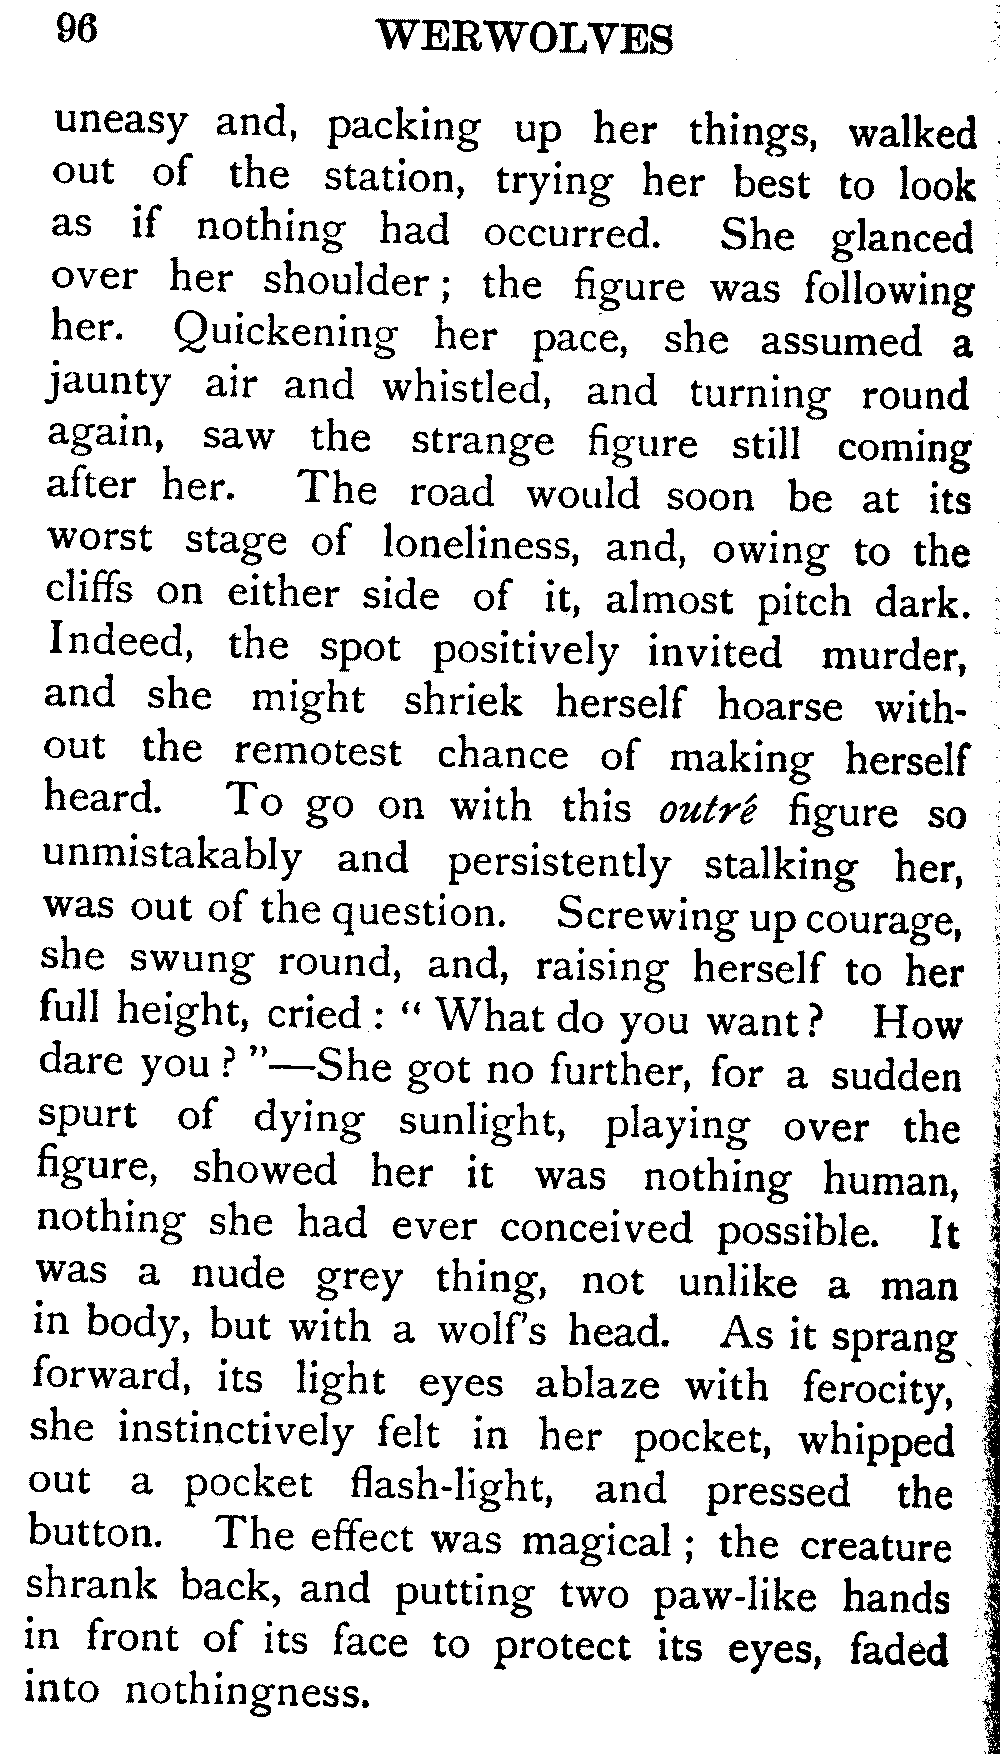 96 WERWOLVES
uneasy and, packing up her things, walked
out of the station, trying her best to look
as if nothing had occurred. She glanced
over her shoulder; the figure was following
her. Quickening her pace, she assumed a
jaunty air and whistled, and turning round
again, saw the strange figure still coming
after her. The road would soon be at its
worst stage of loneliness, and, owing to the
cliffs on either side of it, almost pitch dark.
Indeed, the spot positively invited murder,
and she might shriek herself hoarse with-
out the remotest chance of making herself
heard. To go on with this outré figure so
unmistakably and persistently stalking her,
was out of the question. Screwing up courage,
she swung round, and, raising herself to her
full height, cried: “ What do you want? How
dare you? ”—She got no further, for a sudden
spurt of dying sunlight, playing over the
figure, showed her it was nothing human,
nothing she had ever conceived possible. It
was a nude grey thing, not unlike a man
in body, but with a wolf's head. As it sprang
forward, its light eyes ablaze with ferocity,
she instinctively felt in her pocket, whipped
out a pocket flash-light, and pressed the
button. The effect was magical; the creature
shrank back, and putting two paw-like hands
in front of its face to protect its eyes, faded
into nothingness.